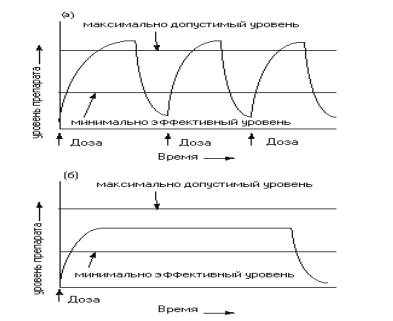 (а)
максимально допустимый уровень
уровень препарата
минимально эффективный уровень
Доза
Доза
Доза
Время
(б)
максимально допустимый уровень
уровень препарата
минимально эффективный уровень
Доза
Время